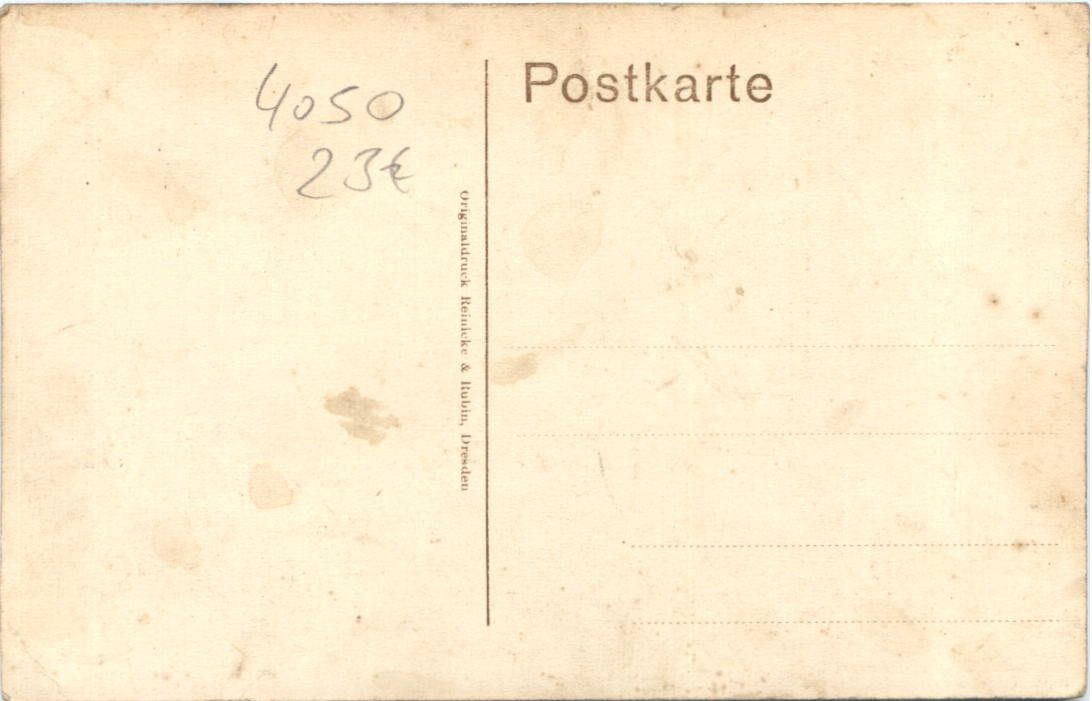 4050
23€
Originaldruck Reinicke & Rubin, Dresden
Postkarte